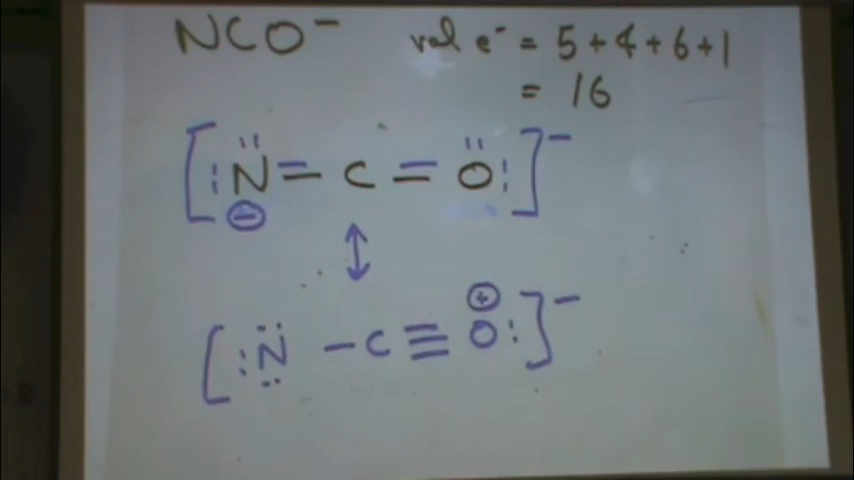 NCO⁻ val e⁻ = 5+4+6+1
= 16
[:N̈=C=Ö:]⁻
⊖
↕
⊕
[:N̤̈-C≡O:]⁻